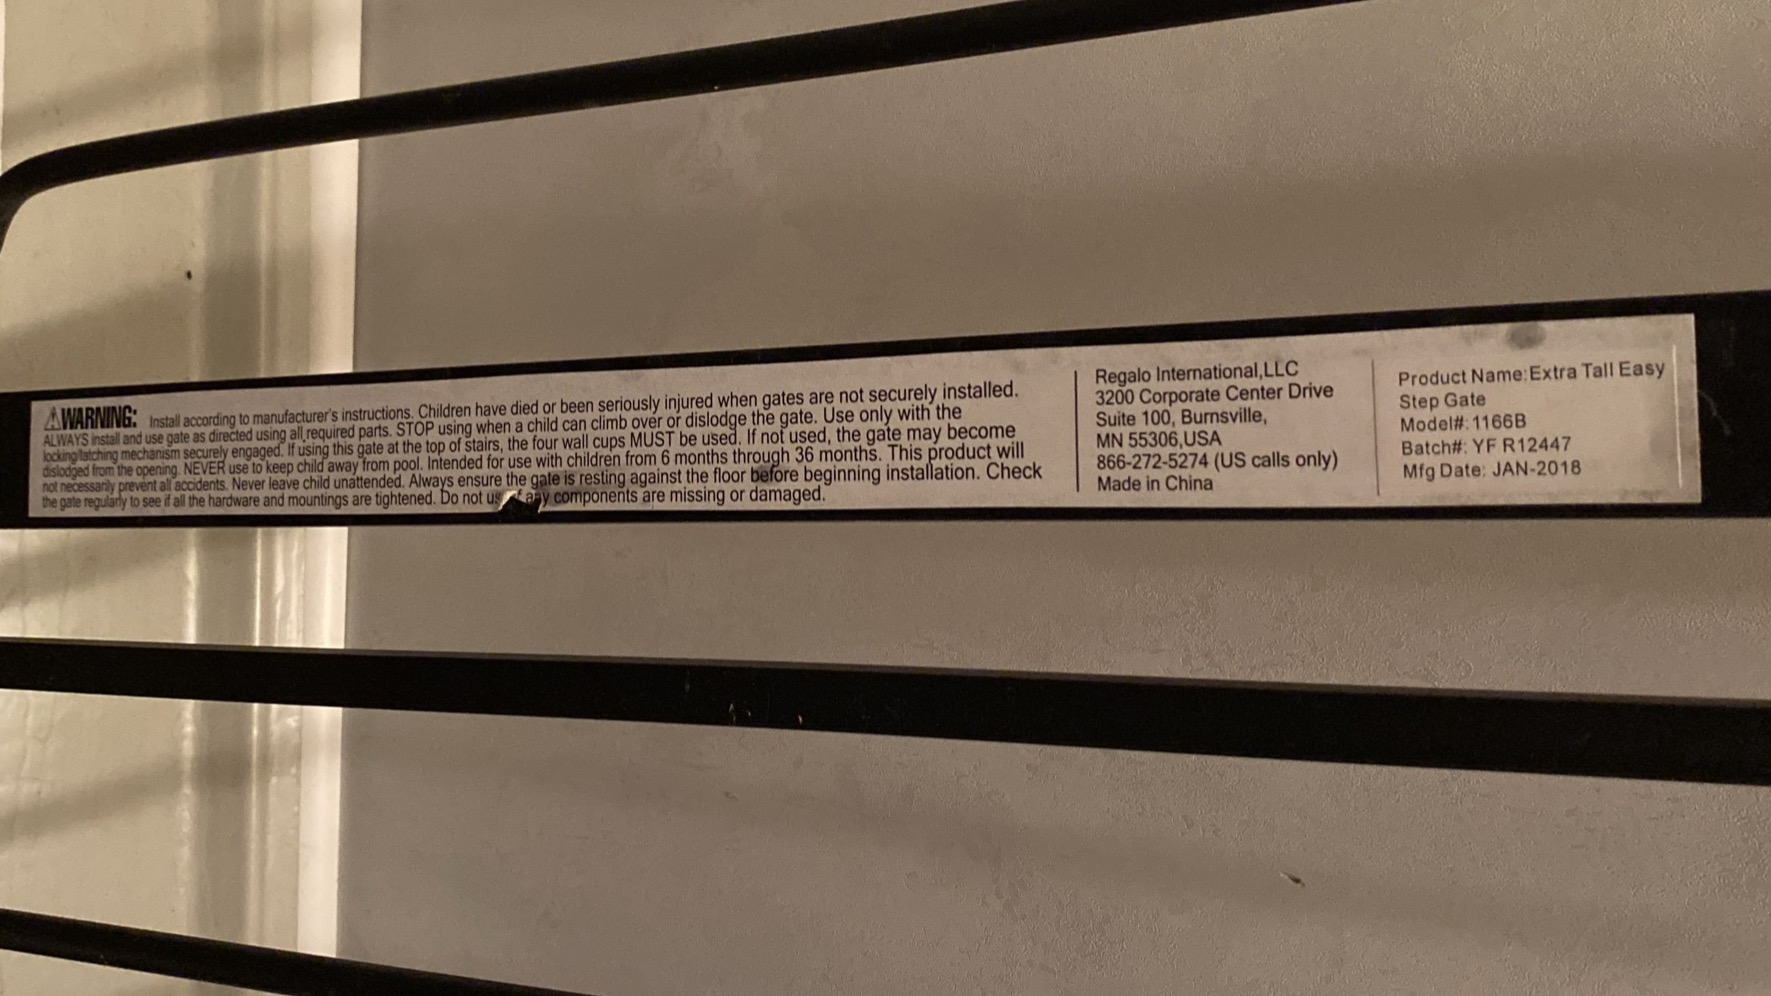 ⚠WARNING: Install according to manufacturer's instructions. Children have died or been seriously injured when gates are not securely installed.
ALWAYS install and use gate as directed using all required parts. STOP using when a child can climb over or dislodge the gate. Use only with the
locking/latching mechanism securely engaged. If using this gate at the top of stairs, the four wall cups MUST be used. If not used, the gate may become
dislodged from the opening. NEVER use to keep child away from pool. Intended for use with children from 6 months through 36 months. This product will
not necessarily prevent all accidents. Never leave child unattended. Always ensure the gate is resting against the floor before beginning installation. Check
the gate regularly to see if all the hardware and mountings are tightened. Do not any components are missing or damaged.
Regalo International,LLC
3200 Corporate Center Drive
Suite 100, Burnsville,
MN 55306,USA
866-272-5274 (US calls only)
Made in China
Product Name:Extra Tall Easy
Step Gate
Model#:1166B
Batch#: YF R12447
Mfg Date: JAN-2018